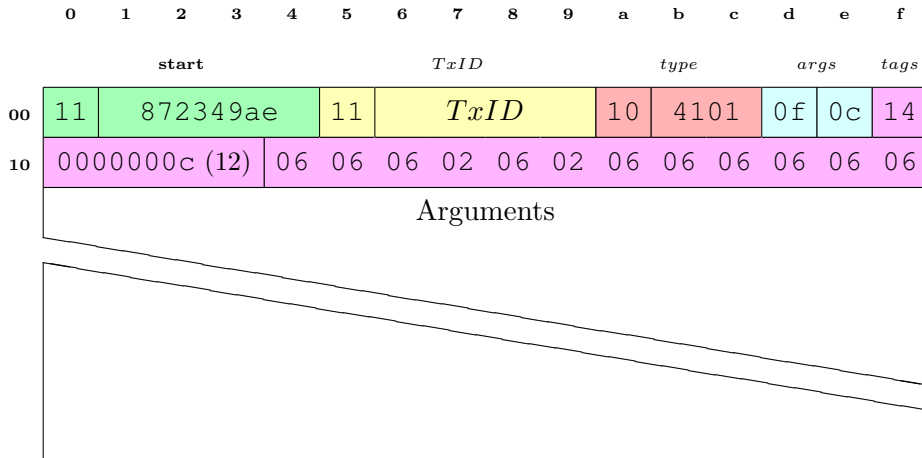 0 1 2 3 4 5 6 7 8 9 a b c d e f
start TxID type args tags
00 11 872349ae 11 TxID 10 4101 0f 0c 14
10 0000000c (12) 06 06 06 02 06 02 06 06 06 06 06 06
Arguments